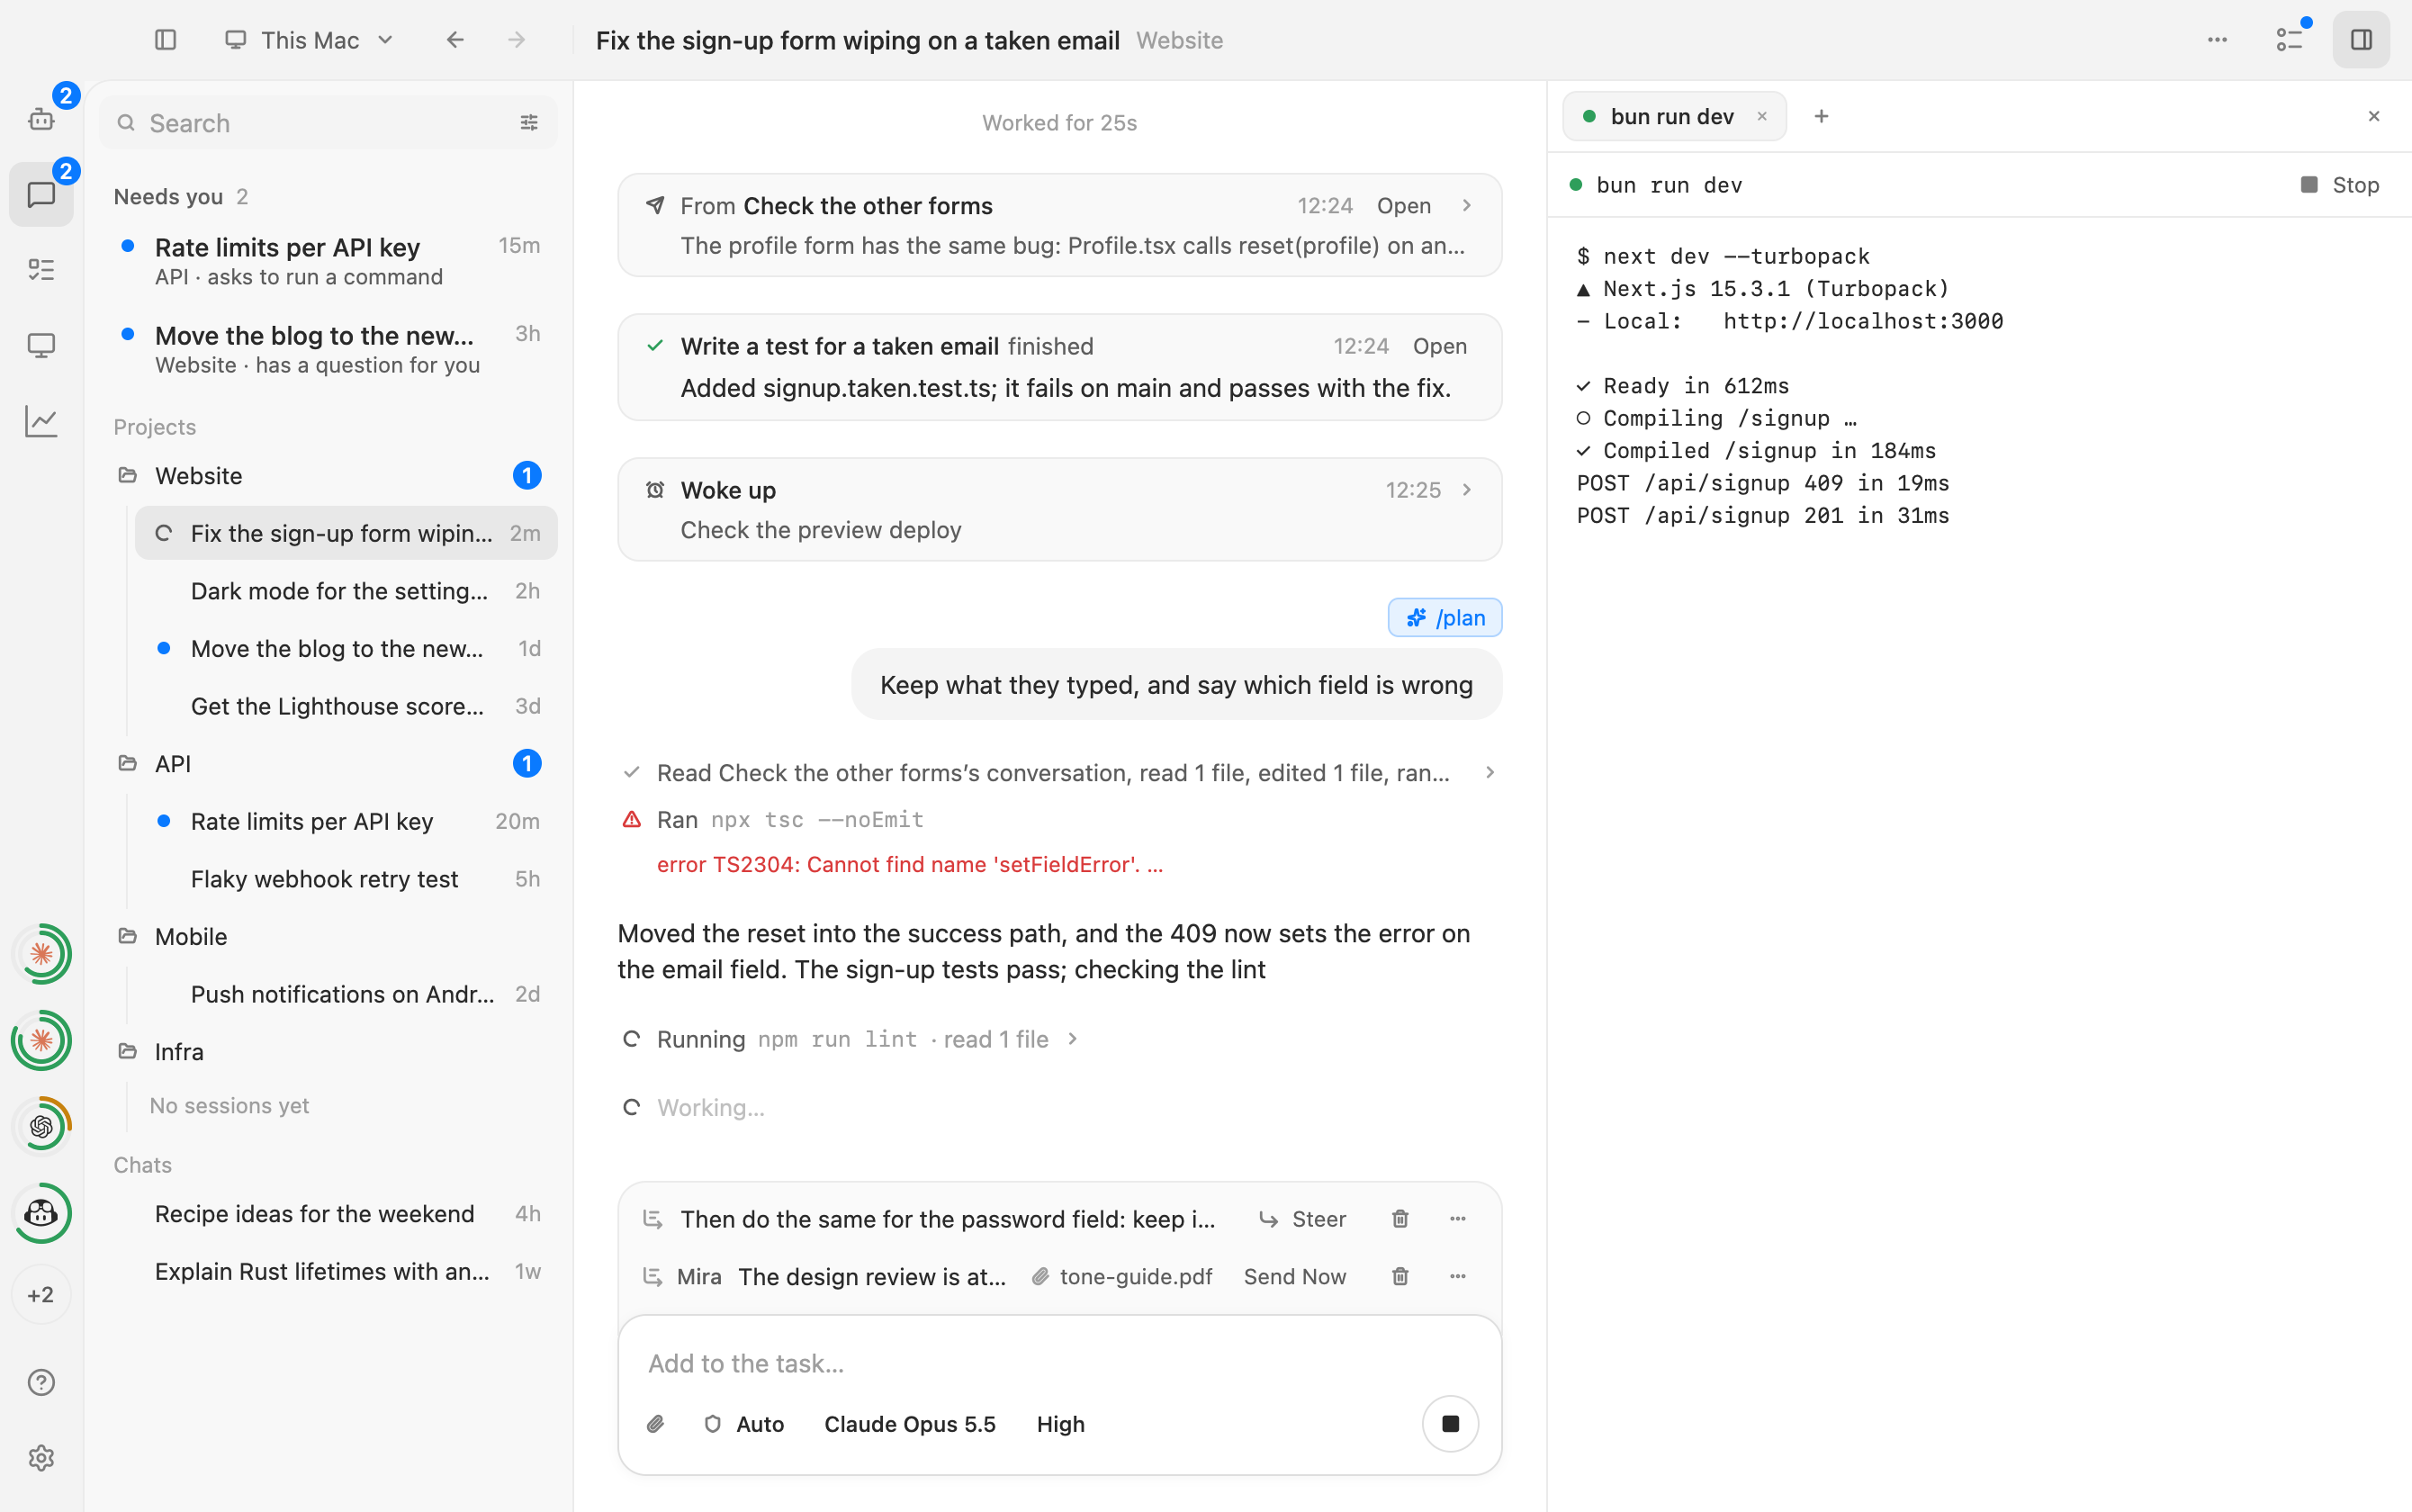 This Mac
Fix the sign-up form wiping on a taken email Website
2
2
+2
Search
Needs you 2
Rate limits per API key 15m
API · asks to run a command
Move the blog to the new... 3h
Website · has a question for you
Projects
Website 1
Fix the sign-up form wipin... 2m
Dark mode for the setting... 2h
Move the blog to the new... 1d
Get the Lighthouse score... 3d
API 1
Rate limits per API key 20m
Flaky webhook retry test 5h
Mobile
Push notifications on Andr... 2d
Infra
No sessions yet
Chats
Recipe ideas for the weekend 4h
Explain Rust lifetimes with an... 1w
Worked for 25s
From Check the other forms 12:24 Open
The profile form has the same bug: Profile.tsx calls reset(profile) on an...
Write a test for a taken email finished 12:24 Open
Added signup.taken.test.ts; it fails on main and passes with the fix.
Woke up 12:25
Check the preview deploy
/plan
Keep what they typed, and say which field is wrong
Read Check the other forms’s conversation, read 1 file, edited 1 file, ran...
Ran npx tsc --noEmit
error TS2304: Cannot find name 'setFieldError'. ...
Moved the reset into the success path, and the 409 now sets the error on
the email field. The sign-up tests pass; checking the lint
Running npm run lint · read 1 file
Working...
Then do the same for the password field: keep i... Steer
Mira The design review is at... tone-guide.pdf Send Now
Add to the task...
Auto Claude Opus 5.5 High
bun run dev
bun run dev Stop
$ next dev --turbopack
▲ Next.js 15.3.1 (Turbopack)
- Local: http://localhost:3000
✓ Ready in 612ms
○ Compiling /signup …
✓ Compiled /signup in 184ms
POST /api/signup 409 in 19ms
POST /api/signup 201 in 31ms